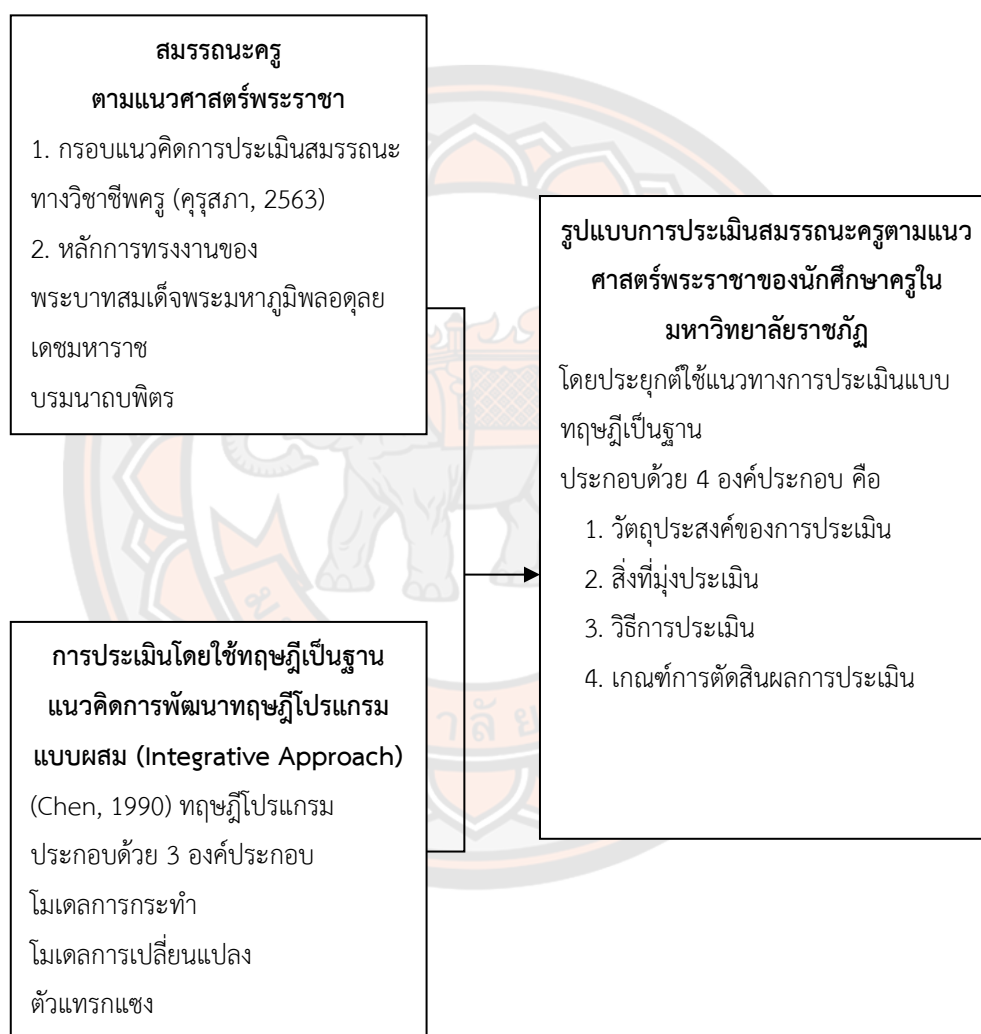 สมรรถนะครู
ตามแนวศาสตร์พระราชา
1. กรอบแนวคิดการประเมินสมรรถนะ
ทางวิชาชีพครู (คุรุสภา, 2563)
2. หลักการทรงงานของ
พระบาทสมเด็จพระมหาภูมิพลอดุลย
เดชมหาราช
บรมนาถบพิตร
การประเมินโดยใช้ทฤษฎีเป็นฐาน
แนวคิดการพัฒนาทฤษฎีโปรแกรม
แบบผสม (Integrative Approach)
(Chen, 1990) ทฤษฎีโปรแกรม
ประกอบด้วย 3 องค์ประกอบ
โมเดลการกระทำ
โมเดลการเปลี่ยนแปลง
ตัวแทรกแซง
รูปแบบการประเมินสมรรถนะครูตามแนว
ศาสตร์พระราชาของนักศึกษาครูใน
มหาวิทยาลัยราชภัฏ
โดยประยุกต์ใช้แนวทางการประเมินแบบ
ทฤษฎีเป็นฐาน
ประกอบด้วย 4 องค์ประกอบ คือ
1. วัตถุประสงค์ของการประเมิน
2. สิ่งที่มุ่งประเมิน
3. วิธีการประเมิน
4. เกณฑ์การตัดสินผลการประเมิน